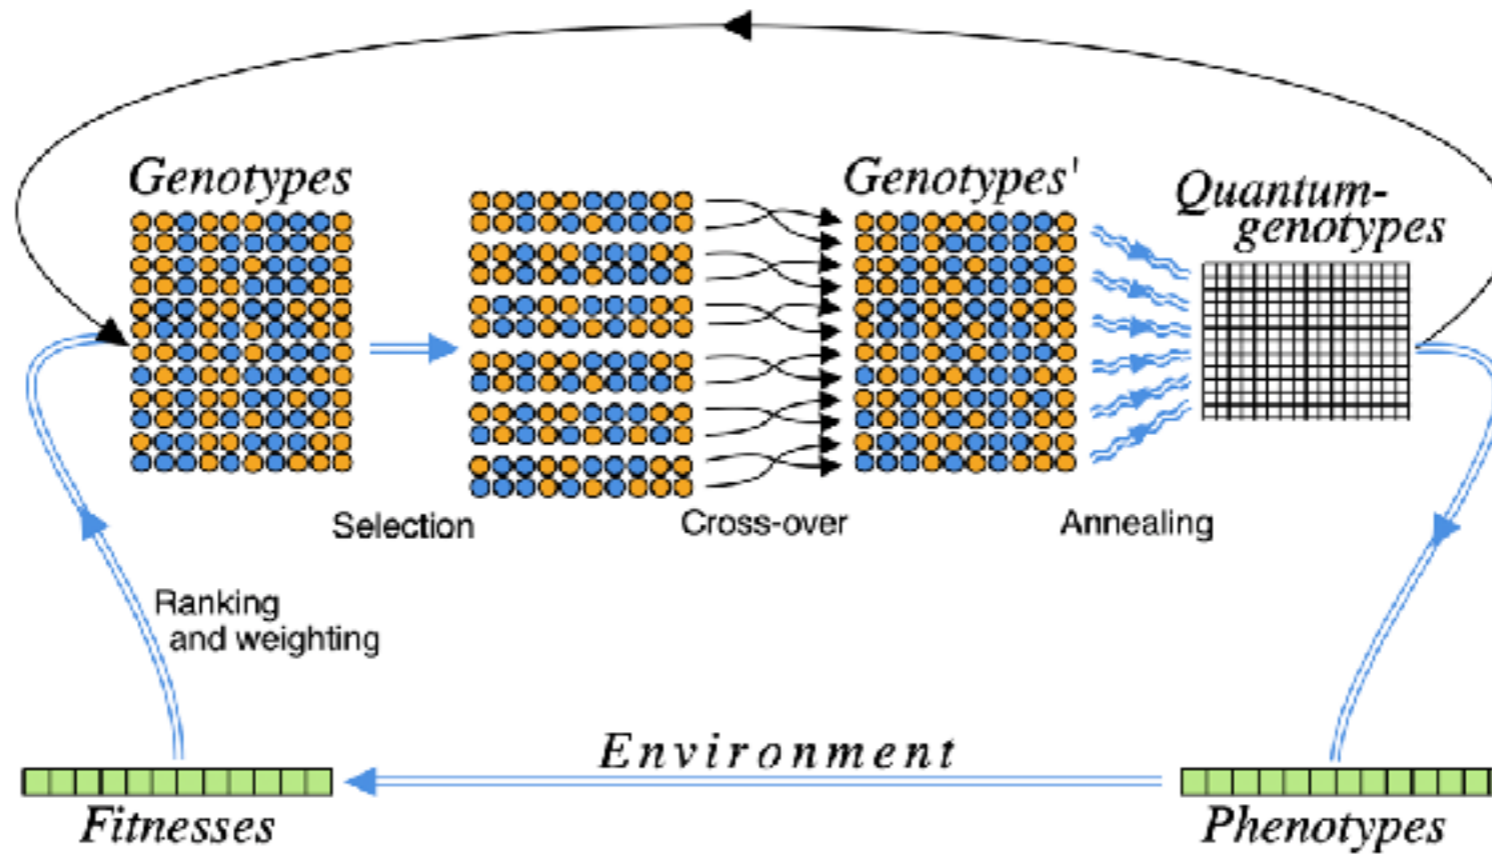 Genotypes
Genotypes'
Quantum-
genotypes
Selection
Cross-over
Annealing
Ranking
and weighting
Environment
Fitnesses
Phenotypes